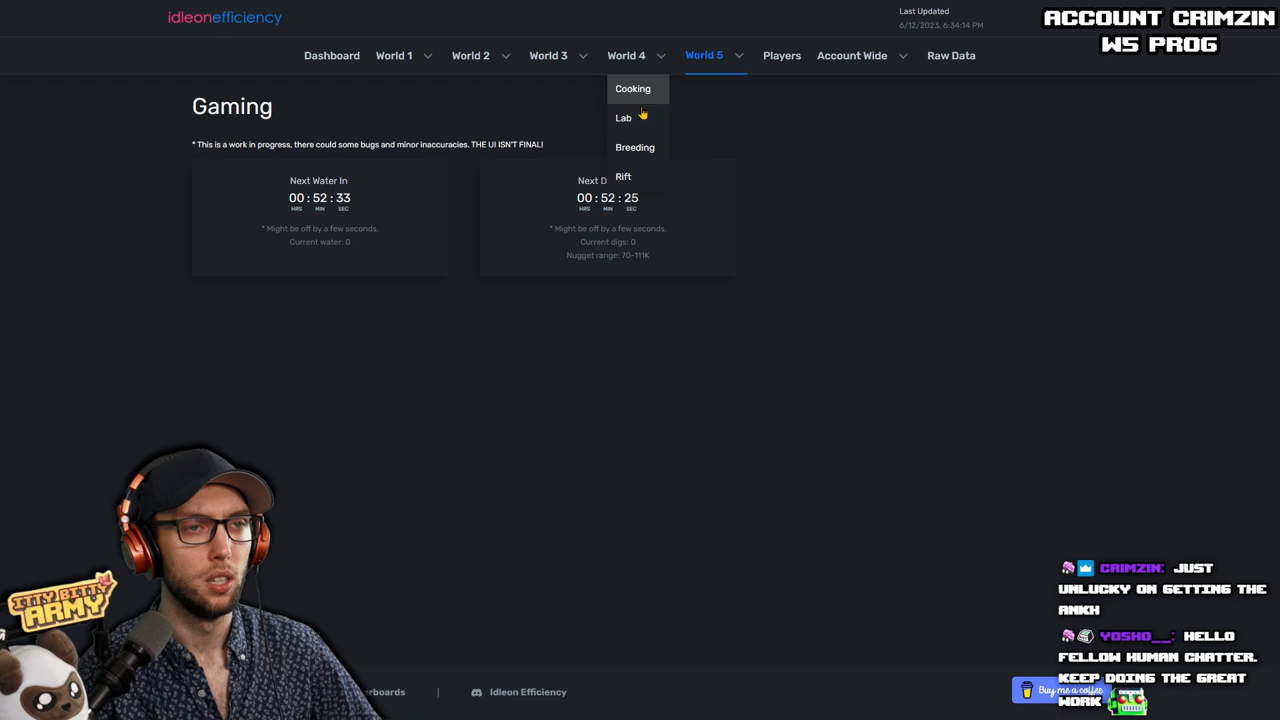 idleonefficiency
Last Updated
6/12/2023, 6:34:14 PM
ACCOUNT CRIMZIN
W5 PROG
Dashboard World 1 World 2 World 3 World 4 World 5 Players Account Wide Raw Data
Cooking
Lab
Breeding
Rift
Gaming
* This is a work in progress, there could some bugs and minor inaccuracies. THE UI ISN'T FINAL!
Next Water In
00 : 52 : 33
HRS MIN SEC
* Might be off by a few seconds.
Current water: 0
Next D
00 : 52 : 25
HRS MIN SEC
* Might be off by a few seconds.
Current digs: 0
Nugget range: 70-111K
ITTY BITTY
ARMY
CRIMZIN: JUST
UNLUCKY ON GETTING THE
ANKH
YOSHO__: HELLO
FELLOW HUMAN CHATTER.
KEEP DOING THE GREAT
WORK
erboards | Idleon Efficiency
Buy me a coffee